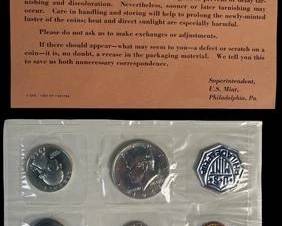 nishing and discoloration. Nevertheless, sooner or later tarnishing may
occur. Care in handling and storing will help to prolong the newly-minted
luster of the coins; heat and direct sunlight are especially harmful.
Please do not ask us to make exchanges or adjustments.
If there should appear—what may seem to you—a defect or scratch on a
coin—it is, no doubt, a crease in the packaging material. We tell you this
to save us both unnecessary correspondence.
Superintendent,
U.S. Mint,
Philadelphia, Pa.